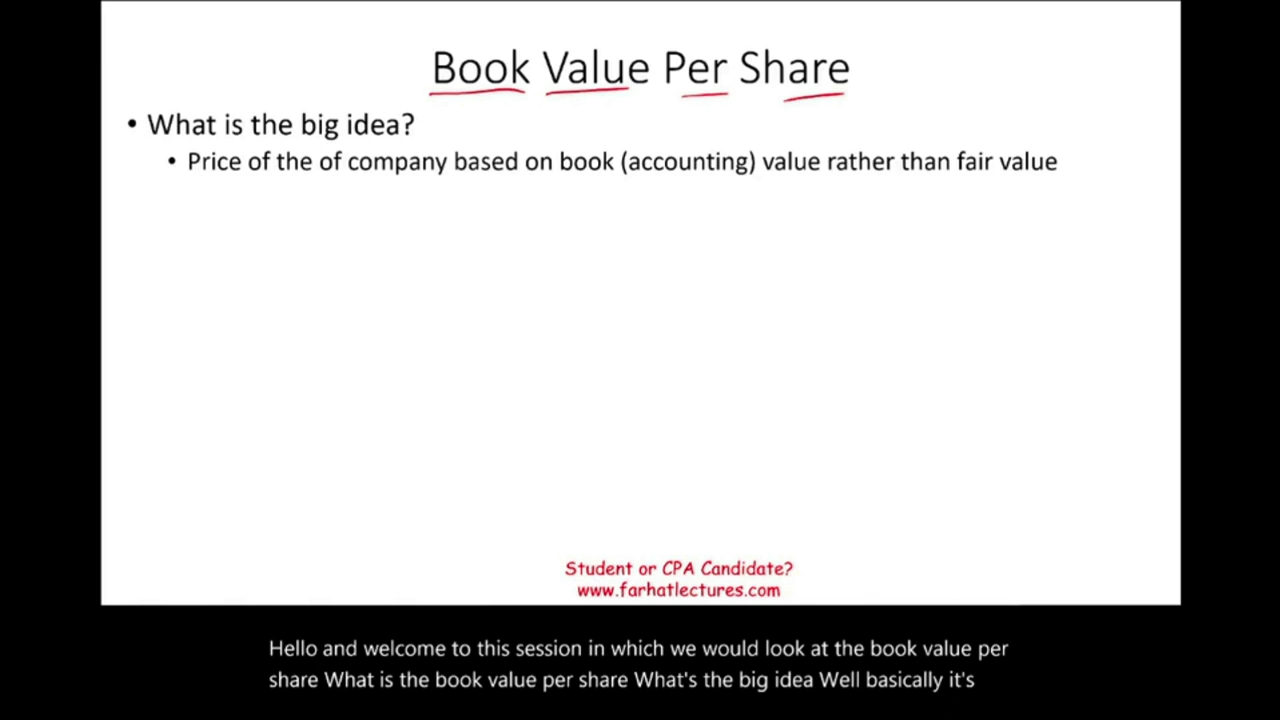 Book Value Per Share
• What is the big idea?
• Price of the of company based on book (accounting) value rather than fair value
Student or CPA Candidate?
www.farhatlectures.com
Hello and welcome to this session in which we would look at the book value per
share What is the book value per share What's the big idea Well basically it's